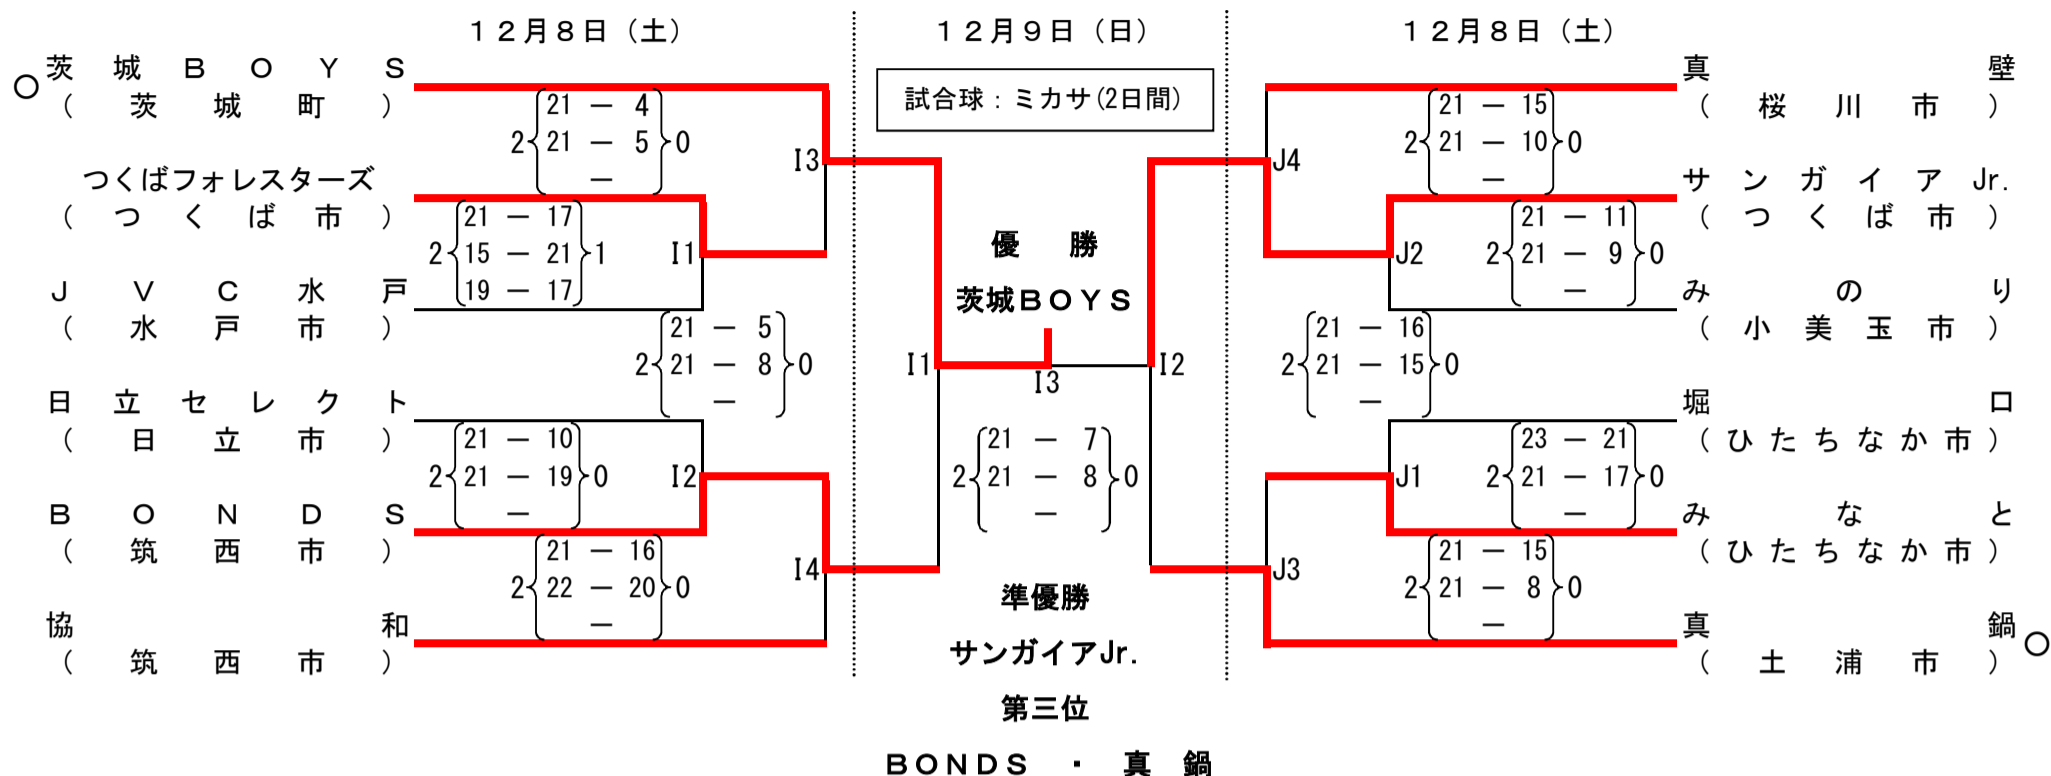 １２月８日（土）
１２月９日（日）
１２月８日（土）
試合球：ミカサ(2日間)
○ 茨城ＢＯＹＳ
（茨城町）
21 － 4
2 21 － 5 0
－
I3
つくばフォレスターズ
（つくば市）
21 － 17
2 15 － 21 1
19 － 17
I1
ＪＶＣ水戸
（水戸市）
21 － 5
2 21 － 8 0
－
日立セレクト
（日立市）
21 － 10
2 21 － 19 0
－
I2
ＢＯＮＤＳ
（筑西市）
21 － 16
2 22 － 20 0
－
I4
協和
（筑西市）
優勝
茨城ＢＯＹＳ
I1
I3
I2
21 － 7
2 21 － 8 0
－
準優勝
サンガイアJr.
第三位
ＢＯＮＤＳ ・ 真鍋
真壁
（桜川市）
21 － 15
2 21 － 10 0
－
J4
サンガイアJr.
（つくば市）
21 － 11
2 21 － 9 0
－
J2
みのり
（小美玉市）
21 － 16
2 21 － 15 0
－
堀口
（ひたちなか市）
23 － 21
2 21 － 17 0
－
J1
みなと
（ひたちなか市）
21 － 15
2 21 － 8 0
－
J3
真鍋 ○
（土浦市）